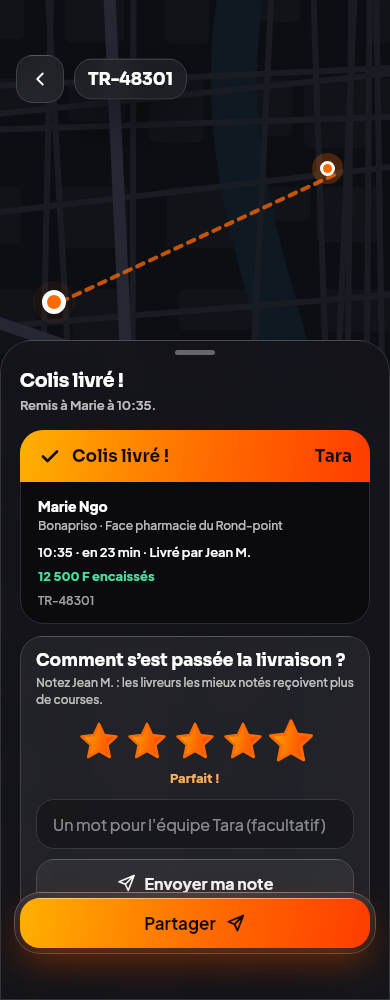 TR-48301
Colis livré !
Remis à Marie à 10:35.
Colis livré ! Tara
Marie Ngo
Bonapriso · Face pharmacie du Rond-point
10:35 · en 23 min · Livré par Jean M.
12 500 F encaissés
TR-48301
Comment s’est passée la livraison ?
Notez Jean M. : les livreurs les mieux notés reçoivent plus
de courses.
Parfait !
Un mot pour l’équipe Tara (facultatif)
Envoyer ma note
Partager